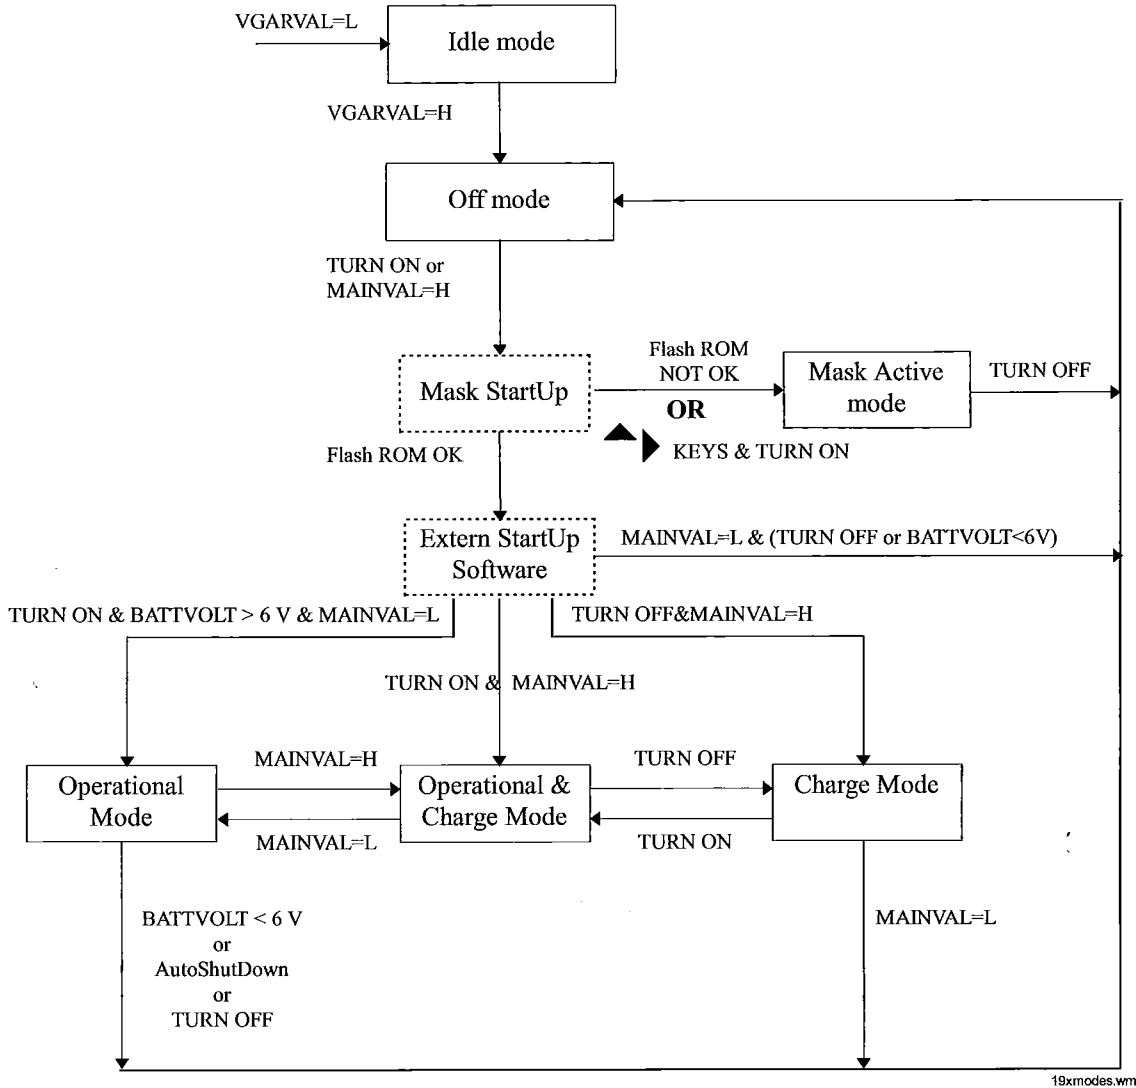 VGARVAL=L
Idle mode
VGARVAL=H
Off mode
TURN ON or
MAINVAL=H
Mask StartUp
Flash ROM
NOT OK
OR
KEYS & TURN ON
Mask Active
mode
TURN OFF
Flash ROM OK
Extern StartUp
Software
MAINVAL=L & (TURN OFF or BATTVOLT<6V)
TURN ON & BATTVOLT > 6 V & MAINVAL=L
TURN OFF&MAINVAL=H
TURN ON & MAINVAL=H
Operational
Mode
MAINVAL=H
MAINVAL=L
Operational &
Charge Mode
TURN OFF
TURN ON
Charge Mode
BATTVOLT < 6 V
or
AutoShutDown
or
TURN OFF
MAINVAL=L
19xmodes.wm